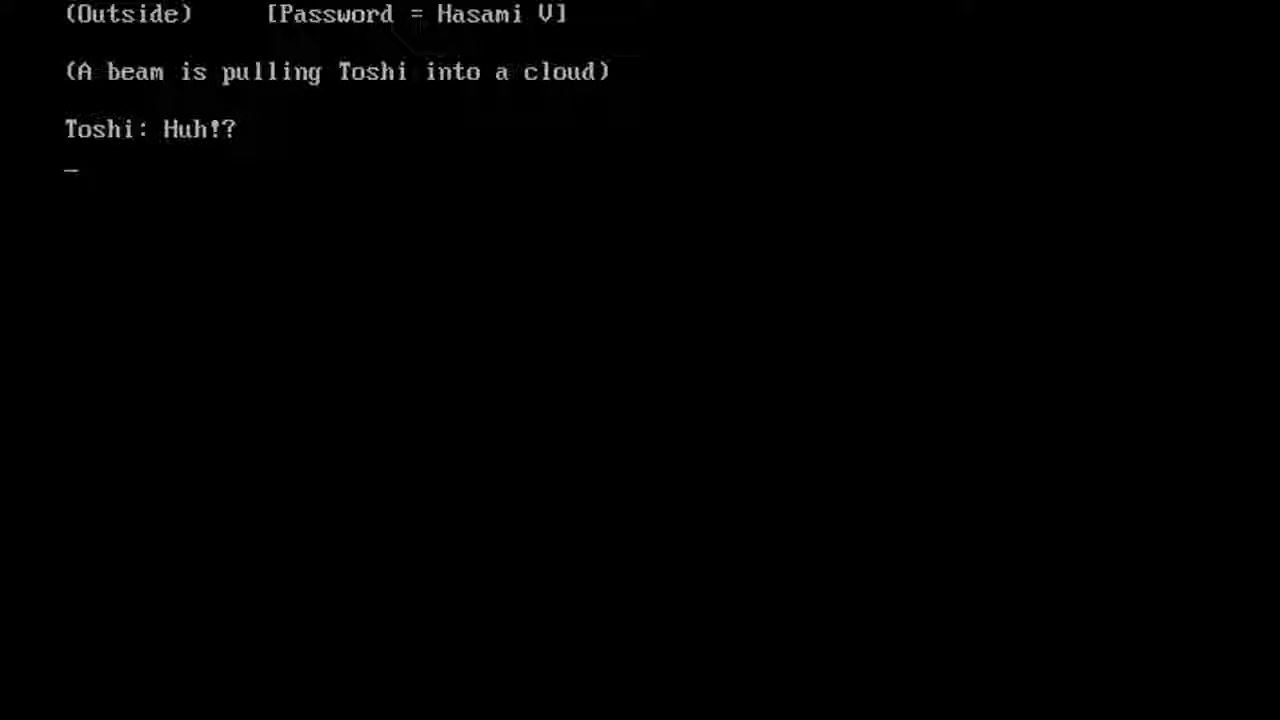 (Outside) [Password = Hasami V]
(A beam is pulling Toshi into a cloud)
Toshi: Huh!?
_